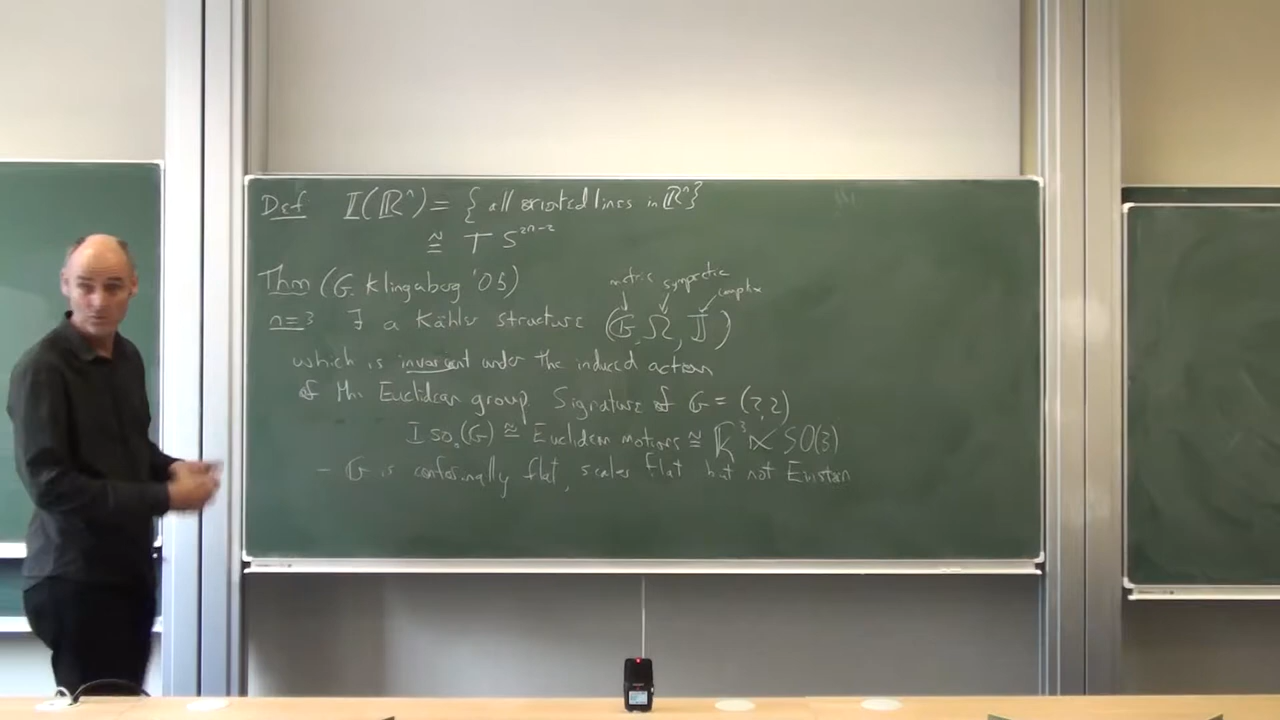 Def 𝕃(ℝⁿ) = { all oriented lines in ℝⁿ}
≅ T S²ⁿ⁻²
Thm (G. Klingenberg '05) metric symplectic complex
n=3 ∃ a Kähler structure (𝔾, Ω, 𝕁)
which is invariant under the induced action
of the Euclidean group. Signature of 𝔾 = (2,2)
Iso₀(𝔾) ≅ Euclidean motions ≅ ℝ³ ⋊ SO(3)
- 𝔾 is conformally flat, scalar flat but not Einstein